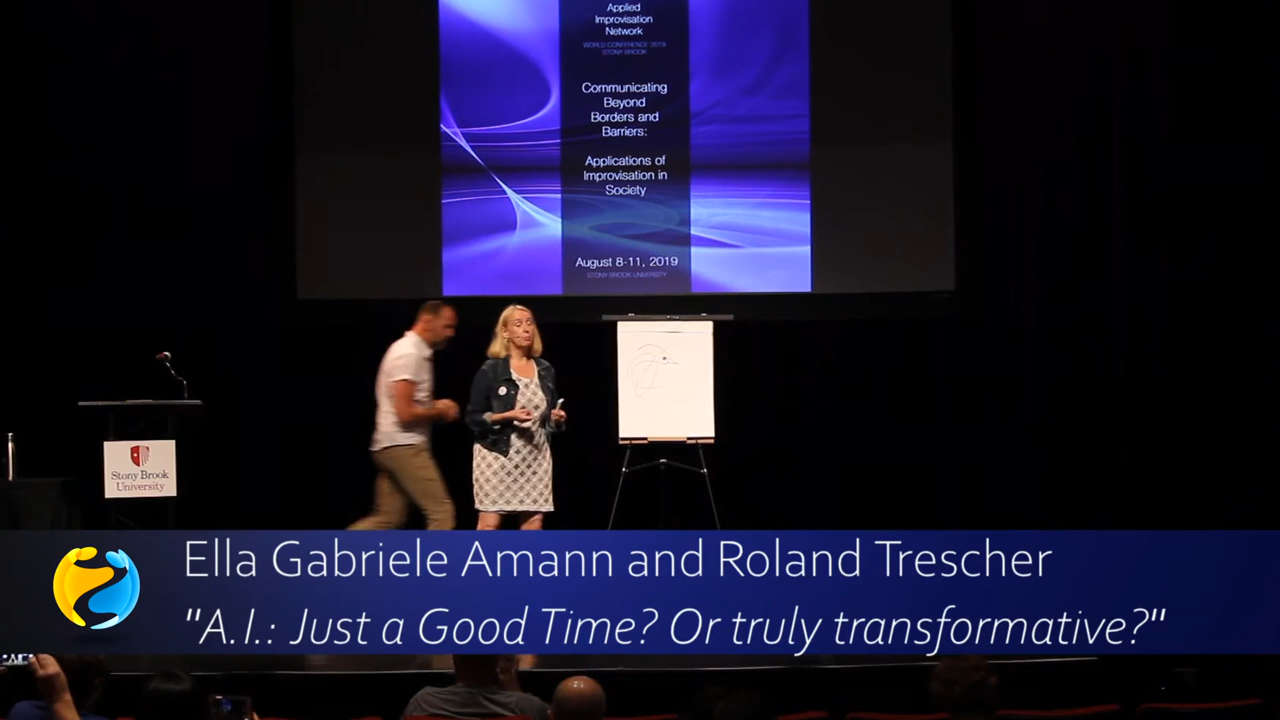 Applied
Improvisation
Network
WORLD CONFERENCE 2019
STONY BROOK
Communicating
Beyond
Borders and
Barriers:
Applications of
Improvisation in
Society
August 8-11, 2019
STONY BROOK UNIVERSITY
Stony Brook
University
Ella Gabriele Amann and Roland Trescher
"A.I.: Just a Good Time? Or truly transformative?"